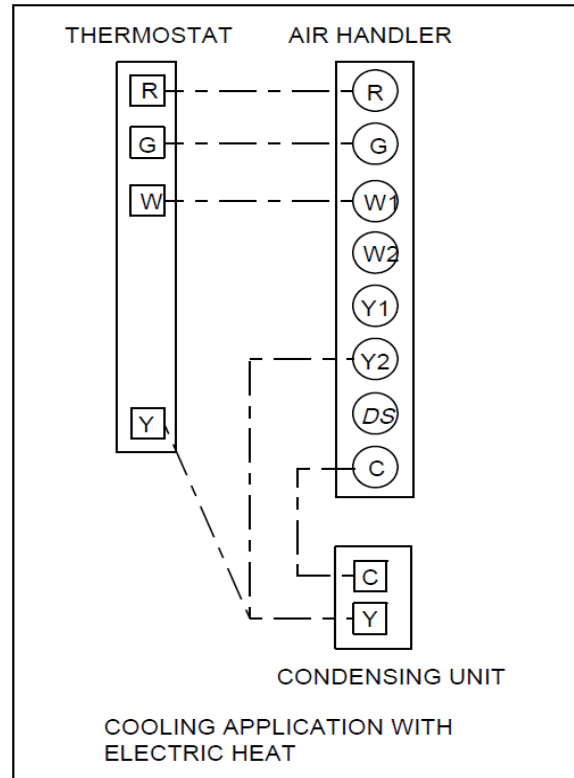 THERMOSTAT AIR HANDLER
R R
G G
W W1
W2
Y1
Y2
Y DS
C
C
Y
CONDENSING UNIT
COOLING APPLICATION WITH
ELECTRIC HEAT